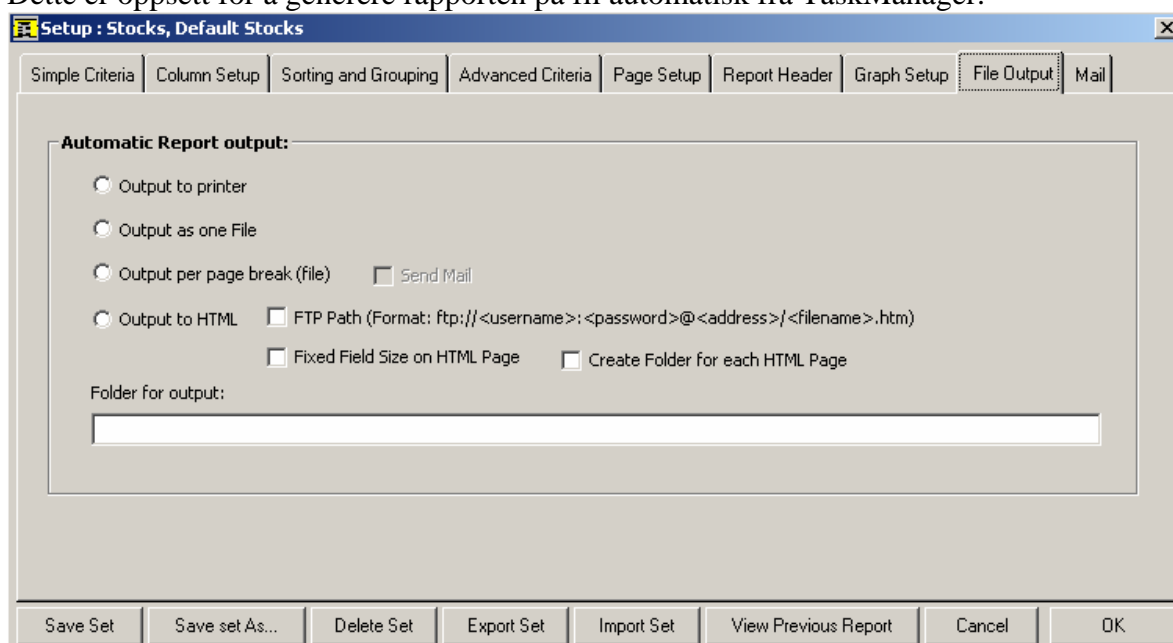 Dette er oppsett for å generere rapporten på fil automatisk fra TaskManager.
Setup : Stocks, Default Stocks
Simple Criteria Column Setup Sorting and Grouping Advanced Criteria Page Setup Report Header Graph Setup File Output Mail
Automatic Report output:
Output to printer
Output as one File
Output per page break (file) Send Mail
Output to HTML FTP Path (Format: ftp://<username>:<password>@<address>/<filename>.htm)
Fixed Field Size on HTML Page Create Folder for each HTML Page
Folder for output:
Save Set Save set As... Delete Set Export Set Import Set View Previous Report Cancel OK